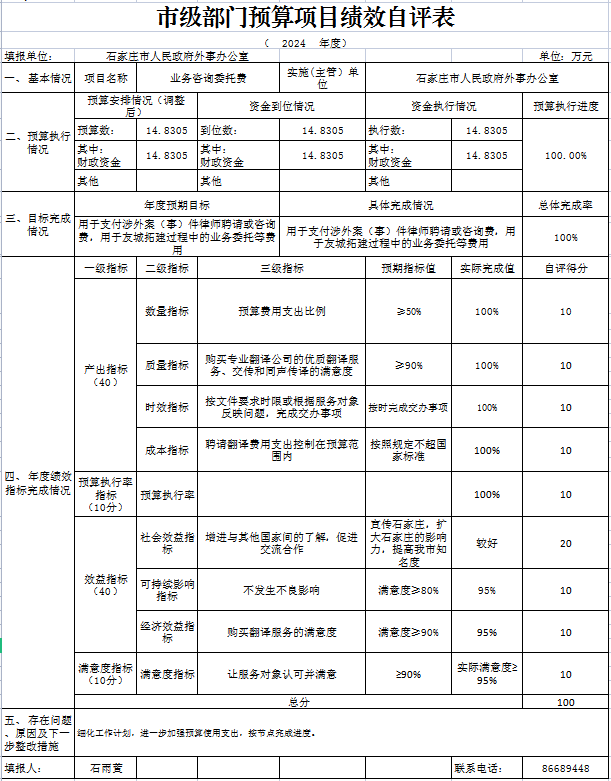 市级部门预算项目绩效自评表
（ 2024 年度）
填报单位： 石家庄市人民政府外事办公室 单位：万元
一、基本情况 项目名称 业务咨询委托费 实施(主管）单位 石家庄市人民政府外事办公室
二、预算执行情况 预算安排情况（调整后） 资金到位情况 资金执行情况 预算执行进度
预算数： 14.8305 到位数： 14.8305 执行数： 14.8305 100.00%
其中：财政资金 14.8305 其中：财政资金 14.8305 其中：财政资金 14.8305
其他 其他 其他
三、目标完成情况 年度预期目标 具体完成情况 总体完成率
用于支付涉外案（事）件律师聘请或咨询费，用于友城拓建过程中的业务委托等费用 用于支付涉外案（事）件律师聘请或咨询费，用于友城拓建过程中的业务委托等费用 100%
四、年度绩效指标完成情况 一级指标 二级指标 三级指标 预期指标值 实际完成值 自评得分
产出指标（40） 数量指标 预算费用支出比例 ≥50% 100% 10
质量指标 购买专业翻译公司的优质翻译服务、交传和同声传译的满意度 ≥90% 100% 10
时效指标 按文件要求时限或根据服务对象反映问题，完成交办事项 按时完成交办事项 100% 10
成本指标 聘请翻译费用支出控制在预算范围内 按照规定不超国家标准 100% 10
预算执行率指标（10分） 预算执行率 100% 10
效益指标（40） 社会效益指标 增进与其他国家间的了解，促进交流合作 宣传石家庄，扩大石家庄的影响力，提高我市知名度 较好 20
可持续影响指标 不发生不良影响 满意度≥80% 95% 10
经济效益指标 购买翻译服务的满意度 满意度≥90% 95% 10
满意度指标（10分） 满意度指标 让服务对象认可并满意 ≥90% 实际满意度≥95% 10
总分 100
五、存在问题、原因及下一步整改措施 细化工作计划，进一步加强预算使用支出，按节点完成进度。
填报人： 石雨萱 联系电话： 86689448